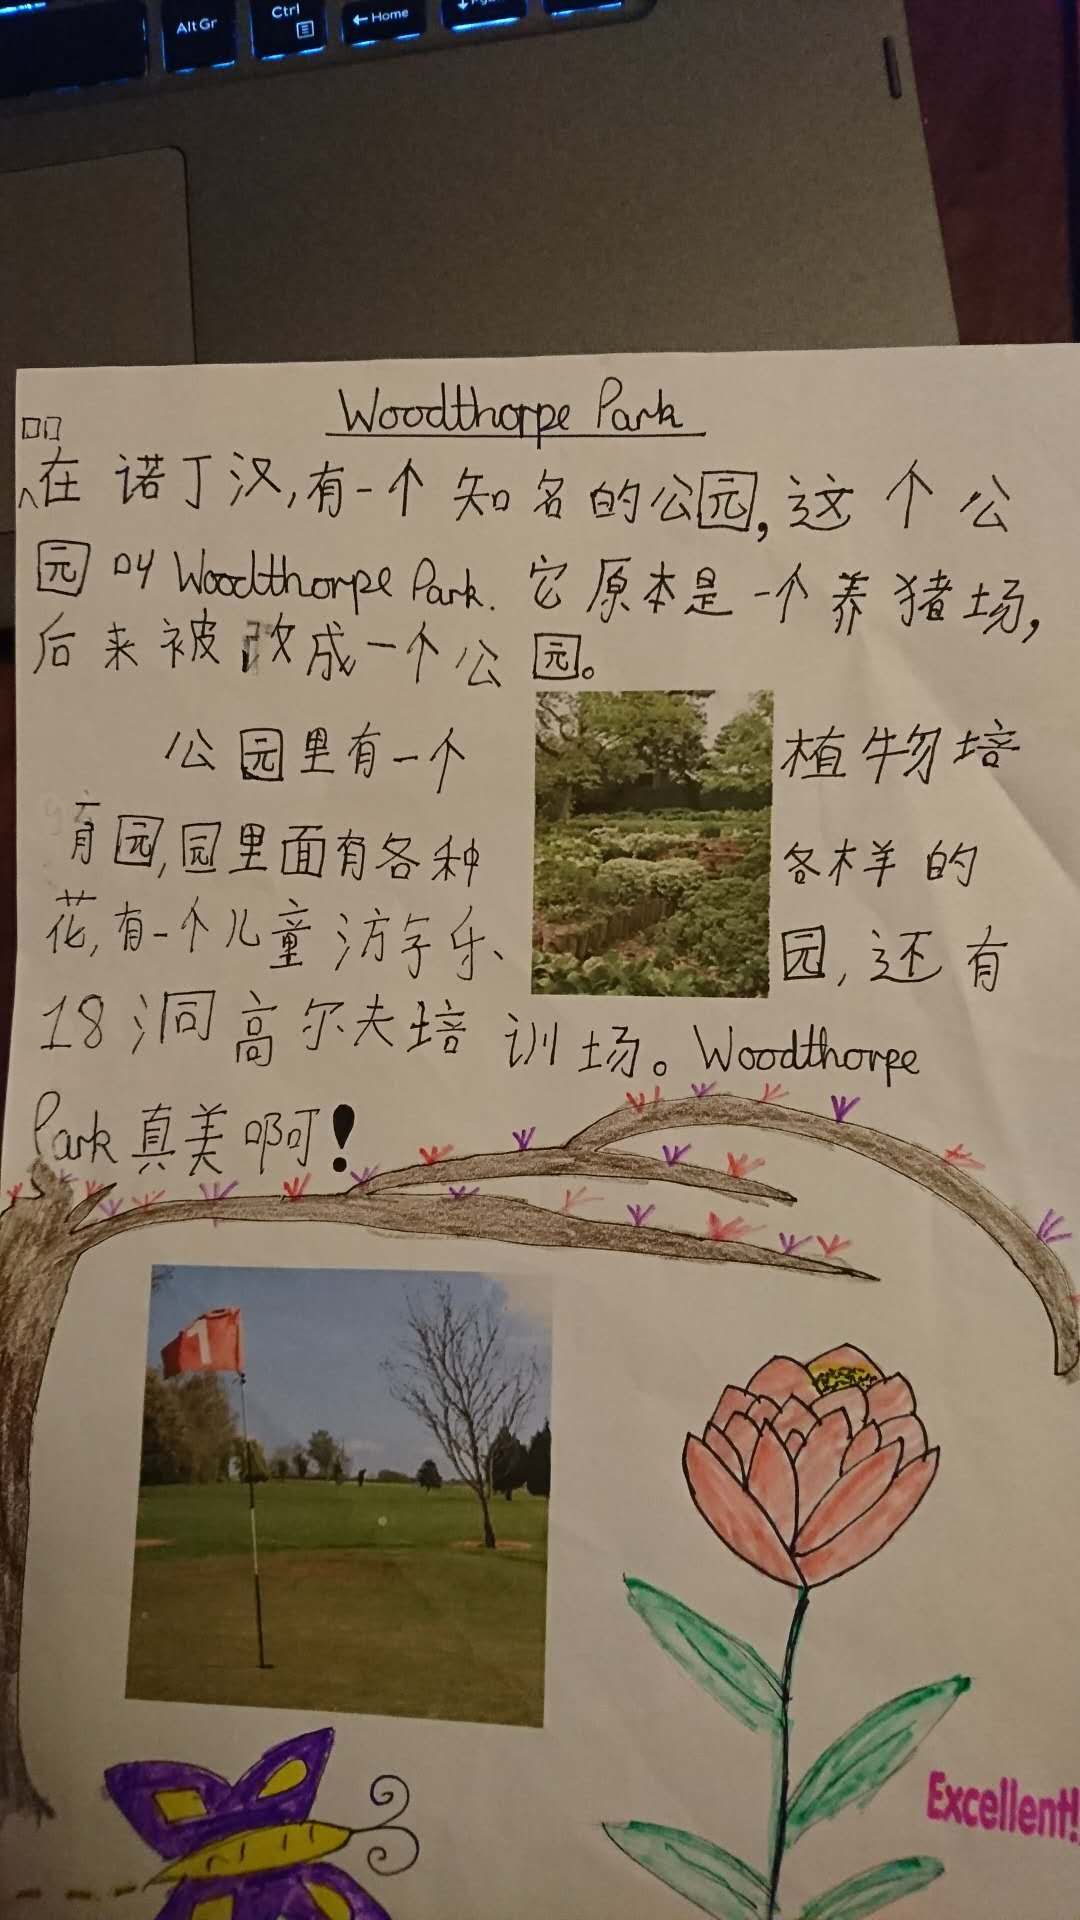 Alt Gr
Ctrl
←Home
Woodthorpe Park
□□
在诺丁汉,有一个知名的公园,这个公
园叫Woodthorpe Park.它原本是一个养猪场,
后来被改成一个公园。
公园里有一个植物培
育园,园里面有各种各样的
花,有一个儿童游乐园,还有
18洞高尔夫培训场。Woodthorpe
Park真美啊!
1
Excellent!